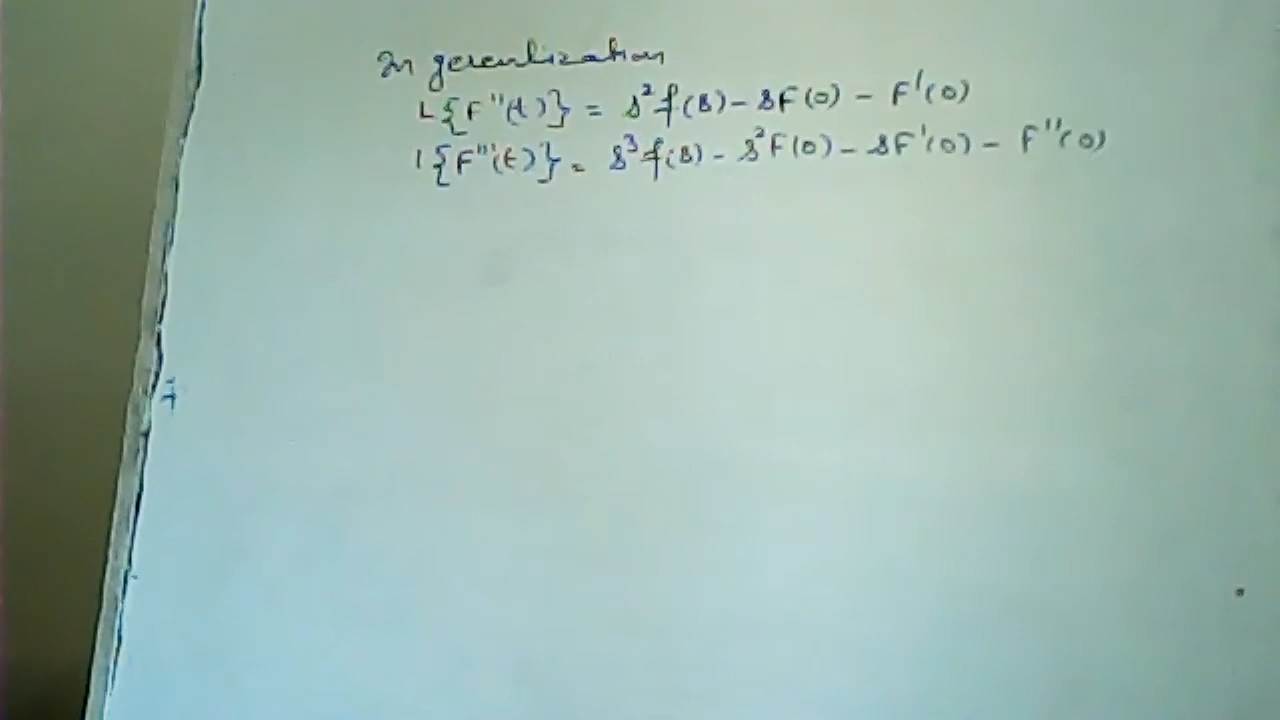 In generalization
L{F''(t)} = s²f(s) - sF(0) - F'(0)
L{F'''(t)} = s³f(s) - s²F(0) - sF'(0) - F''(0)